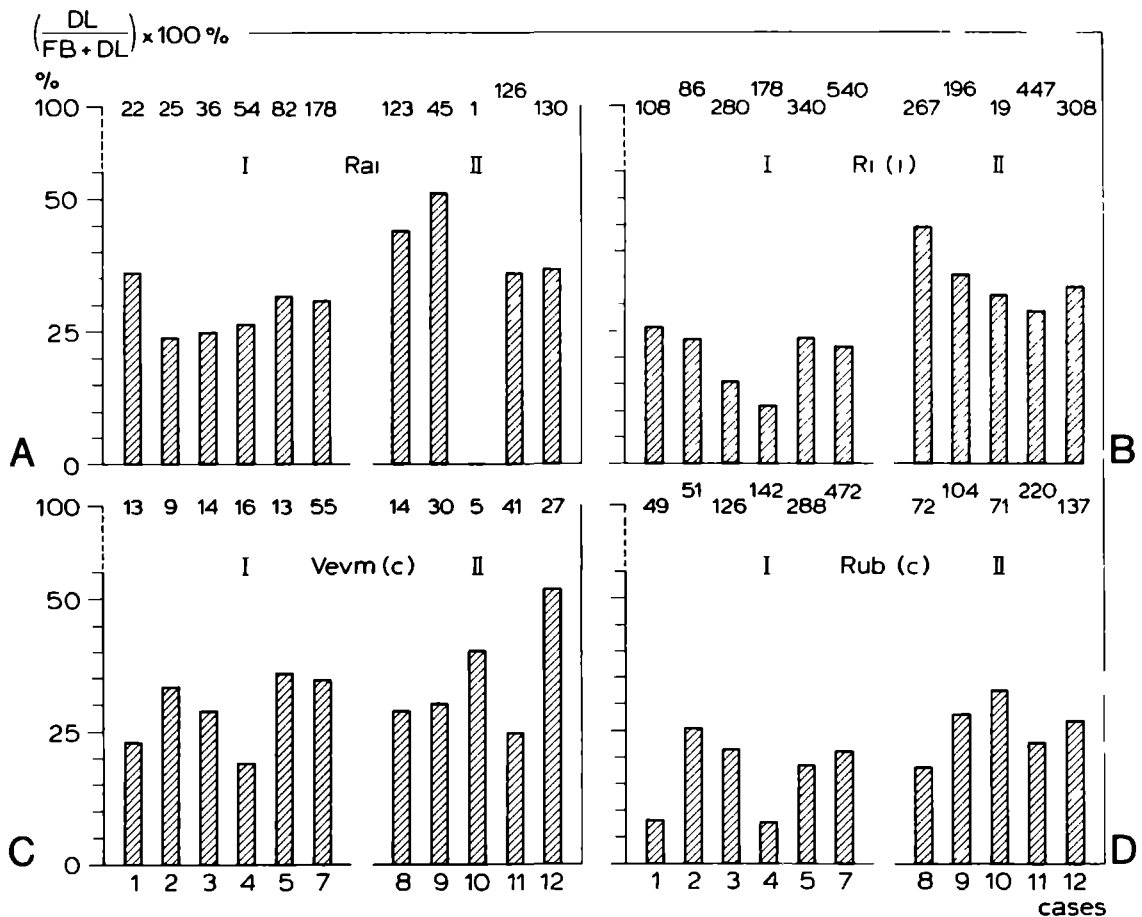 (DL / FB + DL) x 100 %
%
100 22 25 36 54 82 178 123 45 1 126 130
I Rai II
50
25
A 0
108 86 280 178 340 540 267 196 19 447 308
I Ri (i) II
B
100 13 9 14 16 13 55 14 30 5 41 27
I Vevm (c) II
50
25
C 0
1 2 3 4 5 7 8 9 10 11 12
49 51 126 142 288 472 72 104 71 220 137
I Rub (c) II
D
1 2 3 4 5 7 8 9 10 11 12
cases